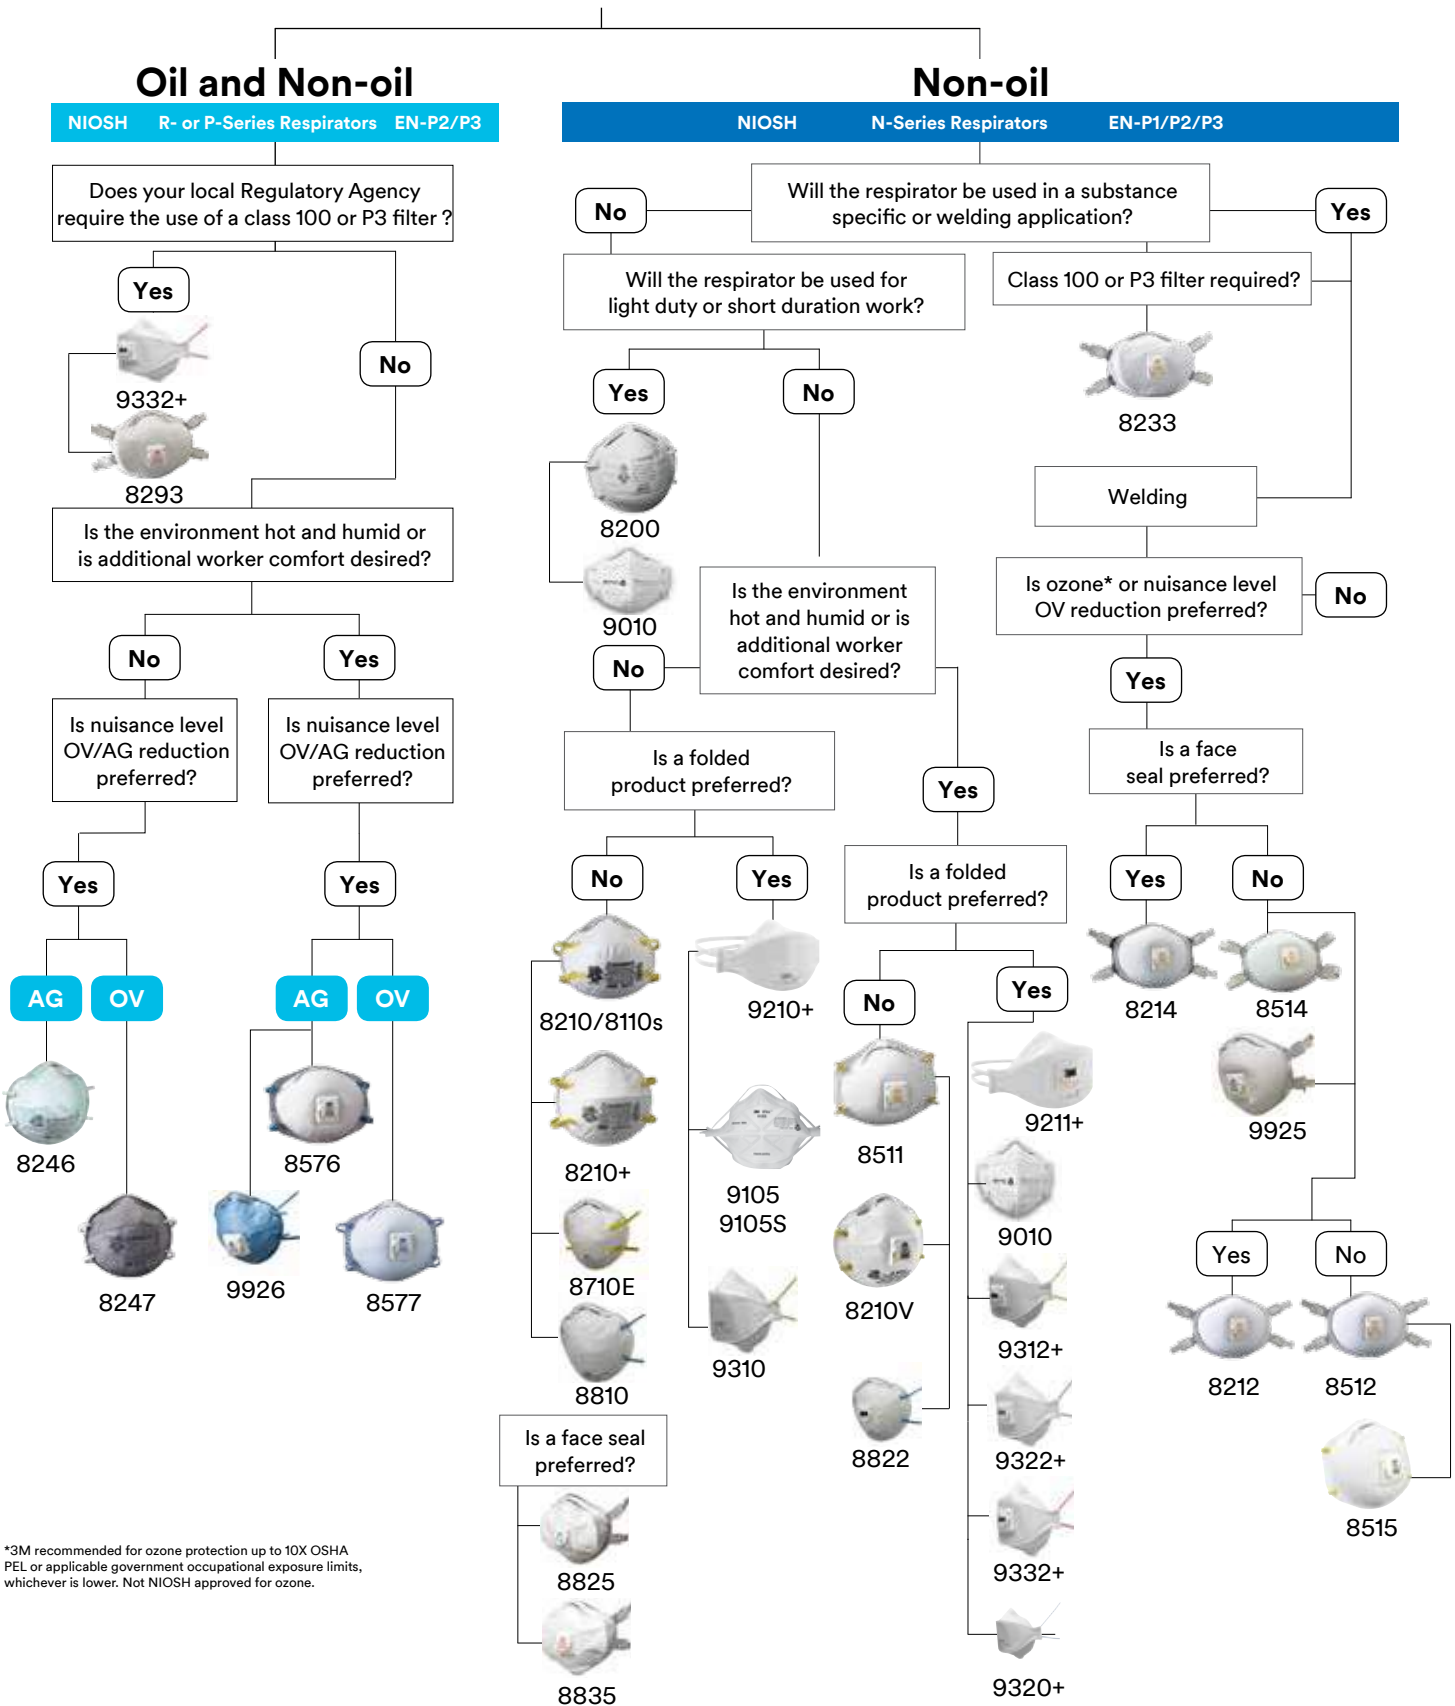 Oil and Non-oil
NIOSH R- or P-Series Respirators EN-P2/P3
Does your local Regulatory Agency
require the use of a class 100 or P3 filter ?
Yes
9332+
8293
No
Is the environment hot and humid or
is additional worker comfort desired?
No
Yes
Is nuisance level
OV/AG reduction
preferred?
Is nuisance level
OV/AG reduction
preferred?
Yes
Yes
AG
OV
AG
OV
8246
8576
8247
9926
8577
Non-oil
NIOSH N-Series Respirators EN-P1/P2/P3
Will the respirator be used in a substance
specific or welding application?
No
Yes
Will the respirator be used for
light duty or short duration work?
Yes
No
8200
9010
Is the environment
hot and humid or is
additional worker
comfort desired?
No
Is a folded
product preferred?
No
Yes
8210/8110s
8210+
8710E
8810
9210+
9105
9105S
9310
Is a face seal
preferred?
8825
8835
Yes
Is a folded
product preferred?
No
Yes
8511
8210V
8822
9211+
9010
9312+
9322+
9332+
9320+
Class 100 or P3 filter required?
8233
Welding
Is ozone* or nuisance level
OV reduction preferred?
No
Yes
Is a face
seal preferred?
Yes
No
8214
8514
9925
Yes
No
8212
8512
8515
*3M recommended for ozone protection up to 10X OSHA
PEL or applicable government occupational exposure limits,
whichever is lower. Not NIOSH approved for ozone.